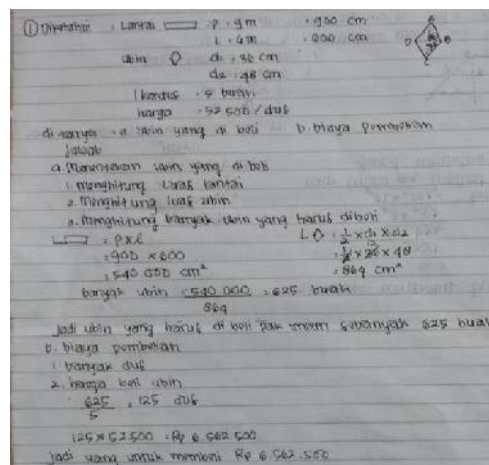 ① Diketahui : Lantai ▭ : P : 9 m : 900 cm
L : 6 m : 600 cm
ubin ◇ d1 : 36 cm
d2 : 48 cm
1 kardus : 5 buah
harga : 52 500 / dus
di tanya : a. ubin yang di beli b. biaya pembelian
Jawab
a. Menentukan ubin yang di beli
1. menghitung Luas lantai
2. menghitung luas ubin
3. menghitung banyak ubin yang harus dibeli
L ▭ = P x l L ◇ = 1/2 x d1 x d2
= 900 x 600 = 1/2 x 36 x 48
= 540 000 cm² = 864 cm²
banyak ubin 540.000 / 864 = 625 buah
Jadi ubin yang harus di beli pak imam sebanyak 625 buah
b. biaya pembelian
1. banyak dus
2. harga beli ubin
625 / 5 = 125 dus
125 x 52 500 = Rp 6.562.500
Jadi uang untuk membeli Rp 6.562.500